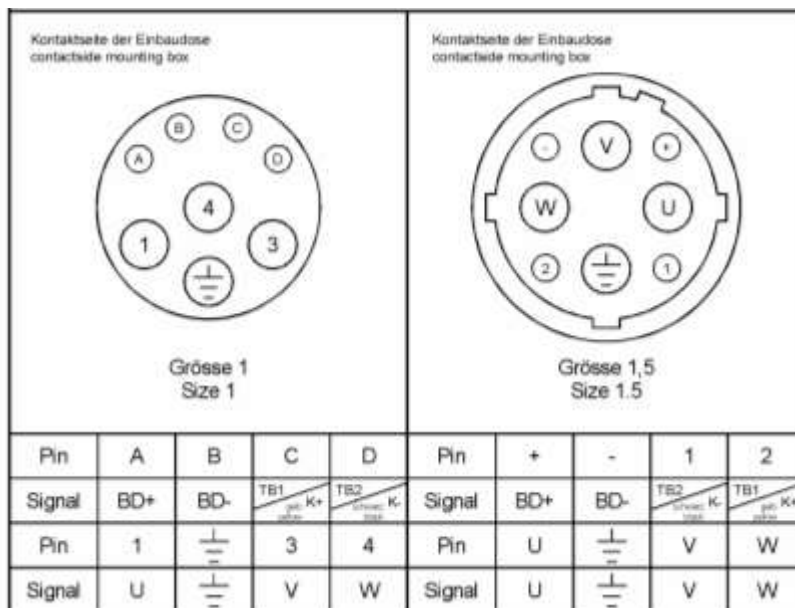 Kontaktseite der Einbaudose
contactside mounting box
B C
A D
4
1 3
Grösse 1
Size 1
Kontaktseite der Einbaudose
contactside mounting box
- V +
W U
2 1
Grösse 1,5
Size 1.5
Pin A B C D Pin + - 1 2
Signal BD+ BD- TB1 K+ TB2 K- Signal BD+ BD- TB2 K- TB1 K+
Pin 1 3 4 Pin U V W
Signal U V W Signal U V W